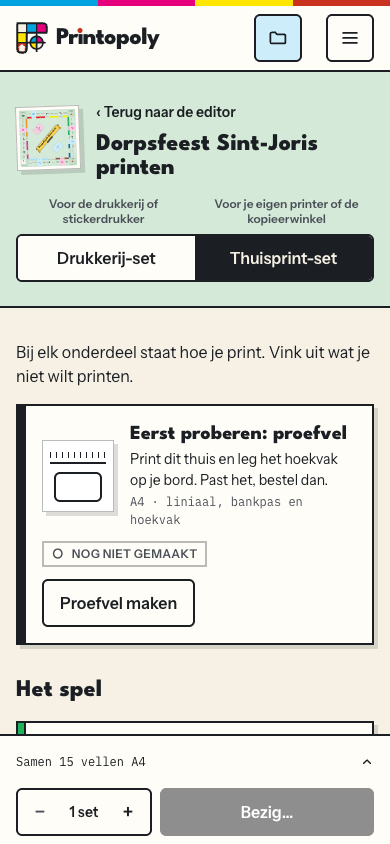 Printopoly
‹ Terug naar de editor
Dorpsfeest Sint-Joris
printen
Voor de drukkerij of
stickerdrukker
Voor je eigen printer of de
kopieerwinkel
Drukkerij-set
Thuisprint-set
Bij elk onderdeel staat hoe je print. Vink uit wat je
niet wilt printen.
Eerst proberen: proefvel
Print dit thuis en leg het hoekvak
op je bord. Past het, bestel dan.
A4 · liniaal, bankpas en
hoekvak
NOG NIET GEMAAKT
Proefvel maken
Het spel
Samen 15 vellen A4
− 1 set +
Bezig...